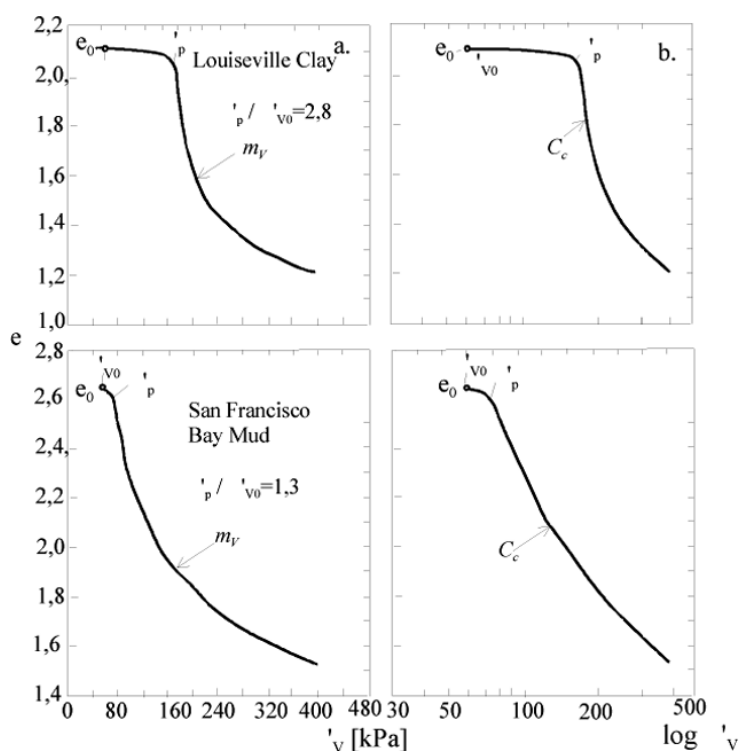 2,2
e₀
'p
a.
Louiseville Clay
2,0,
'p / 'V0=2,8
1,8
mV
1,6
1,4
1,2
1,0
e₀
'V0
'p
b.
Cc
e
2,8
'V0
e₀
'p
2,6
San Francisco
Bay Mud
2,4
'p / 'V0=1,3
2,2
mV
2,0
1,8
1,6
1,4
0 80 160 240 320 400 480
'V [kPa]
'V0
e₀
'p
Cc
30 50 100 200 500
log 'V